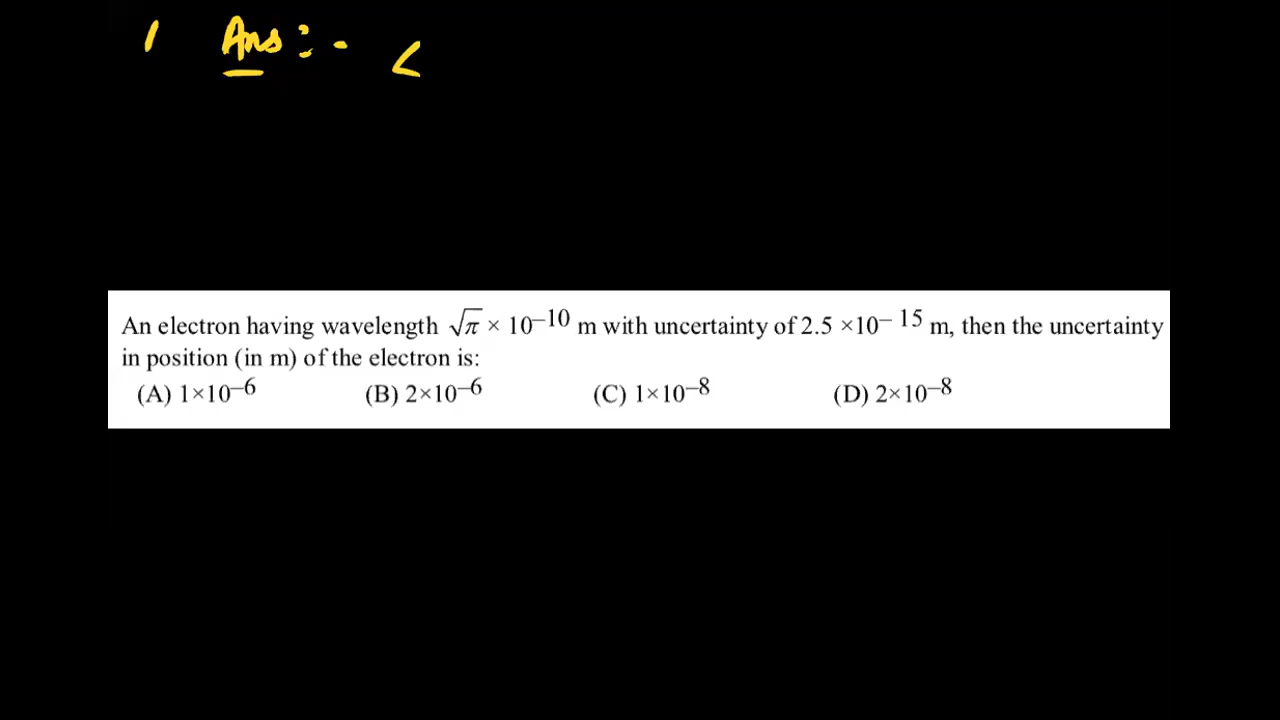 1 Ans :- <
An electron having wavelength √π × 10⁻¹⁰ m with uncertainty of 2.5 ×10⁻ ¹⁵ m, then the uncertainty
in position (in m) of the electron is:
(A) 1×10⁻⁶ (B) 2×10⁻⁶ (C) 1×10⁻⁸ (D) 2×10⁻⁸